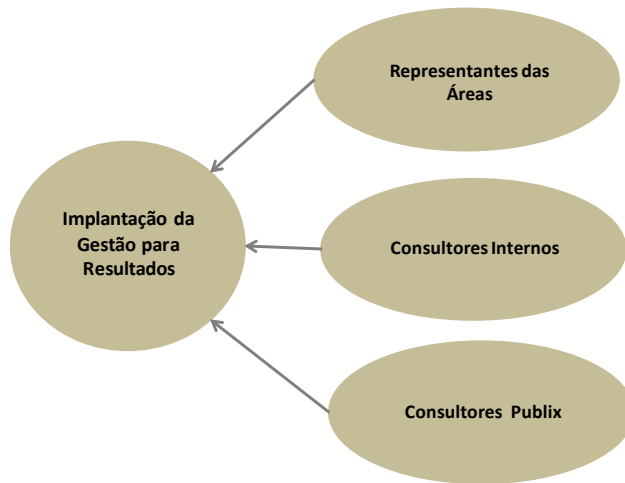 Representantes das
Áreas
Implantação da
Gestão para
Resultados
Consultores Internos
Consultores Publix